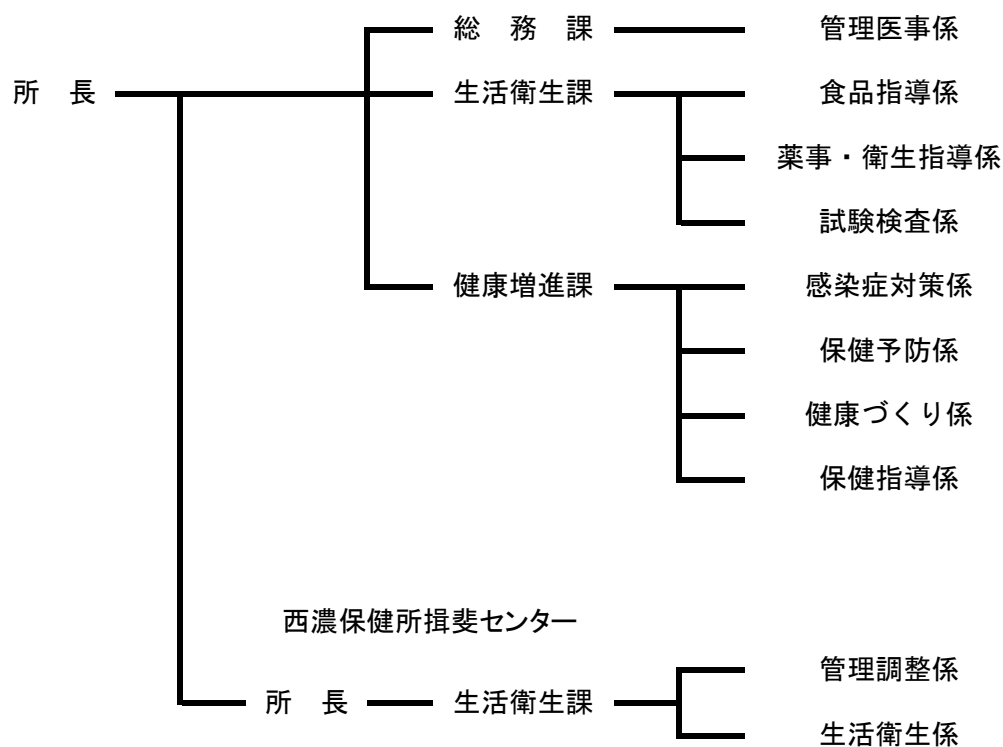 総　務　課　管理医事係
所　長　生活衛生課　食品指導係
薬事・衛生指導係
試験検査係
健康増進課　感染症対策係
保健予防係
健康づくり係
保健指導係
西濃保健所揖斐センター
管理調整係
所　長　生活衛生課
生活衛生係